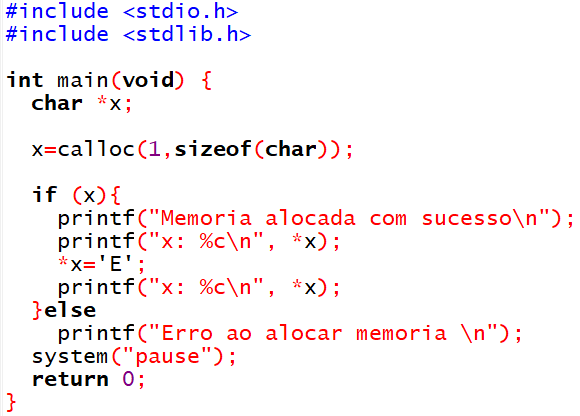 #include <stdio.h>
#include <stdlib.h>

int main(void) {
  char *x;

  x=calloc(1,sizeof(char));

  if (x){
    printf("Memoria alocada com sucesso\n");
    printf("x: %c\n", *x);
    *x='E';
    printf("x: %c\n", *x);
  }else
    printf("Erro ao alocar memoria \n");
  system("pause");
  return 0;
}